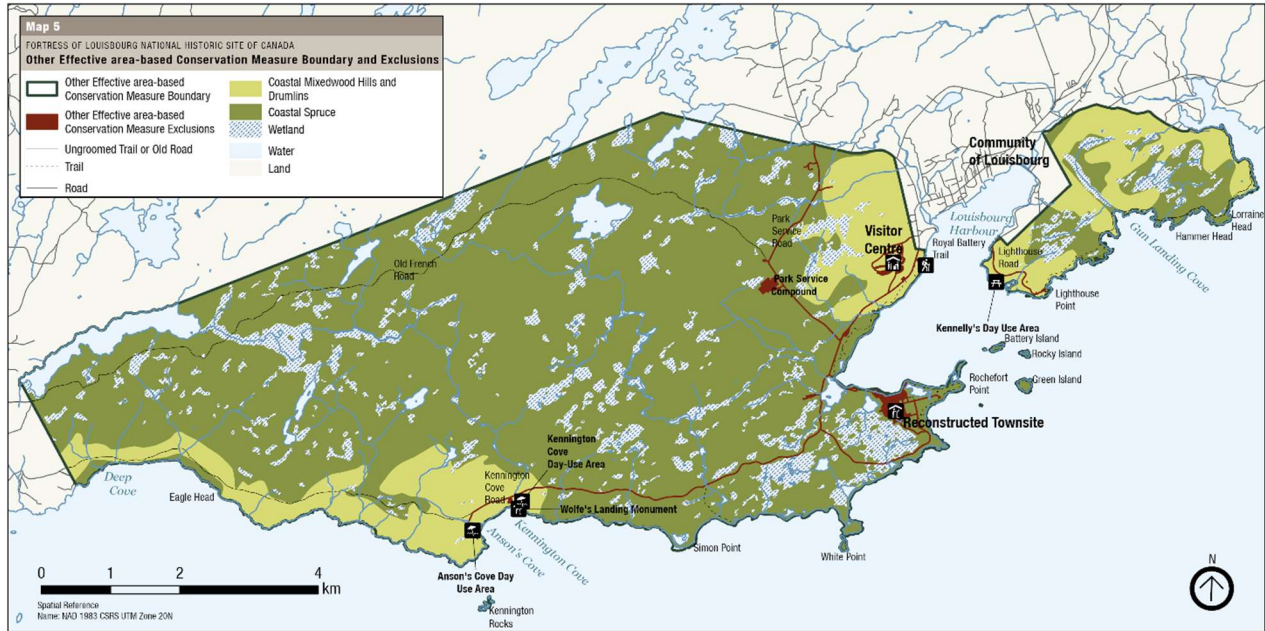 Map 5
FORTRESS OF LOUISBOURG NATIONAL HISTORIC SITE OF CANADA
Other Effective area-based Conservation Measure Boundary and Exclusions
Other Effective area-based
Conservation Measure Boundary
Other Effective area-based
Conservation Measure Exclusions
Ungroomed Trail or Old Road
Trail
Road
Coastal Mixedwood Hills and
Drumlins
Coastal Spruce
Wetland
Water
Land
Community
of Louisbourg
Louisbourg
Harbour
Lorraine
Head
Hammer Head
Gun Landing Cove
Park
Service
Road
Visitor
Centre
Royal Battery
Trail
Lighthouse
Road
Old French
Road
Park Service
Compound
Lighthouse
Point
Kennelly's Day Use Area
Battery Island
Rocky Island
Green Island
Rochefort
Point
Reconstructed Townsite
Kennington
Cove
Day-Use Area
Deep
Cove
Eagle Head
Kennington
Cove
Road
Wolfe's Landing Monument
Kennington Cove
Anson's Cove
Simon Point
White Point
Anson's Cove Day
Use Area
Kennington
Rocks
0 1 2 4
km
Spatial Reference
Name: NAD 1983 CSRS UTM Zone 20N
N